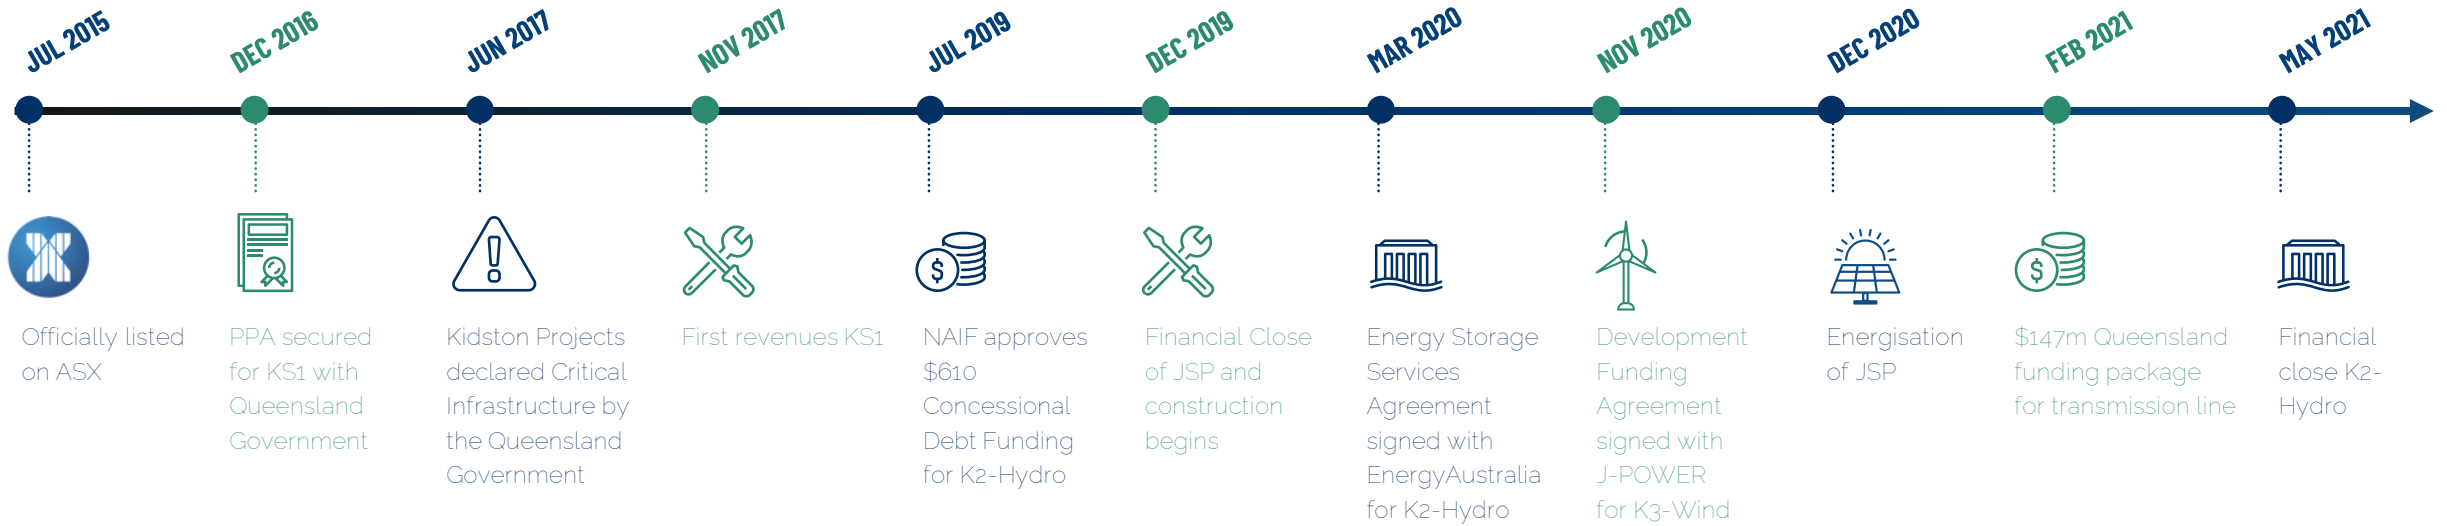 JUL 2015
DEC 2016
JUN 2017
NOV 2017
JUL 2019
DEC 2019
MAR 2020
NOV 2020
DEC 2020
FEB 2021
MAY 2021
Officially listed
on ASX
PPA secured
for KS1 with
Queensland
Government
Kidston Projects
declared Critical
Infrastructure by
the Queensland
Government
First revenues KS1
NAIF approves
$610
Concessional
Debt Funding
for K2-Hydro
Financial Close
of JSP and
construction
begins
Energy Storage
Services
Agreement
signed with
EnergyAustralia
for K2-Hydro
Development
Funding
Agreement
signed with
J-POWER
for K3-Wind
Energisation
of JSP
$147m Queensland
funding package
for transmission line
Financial
close K2-
Hydro